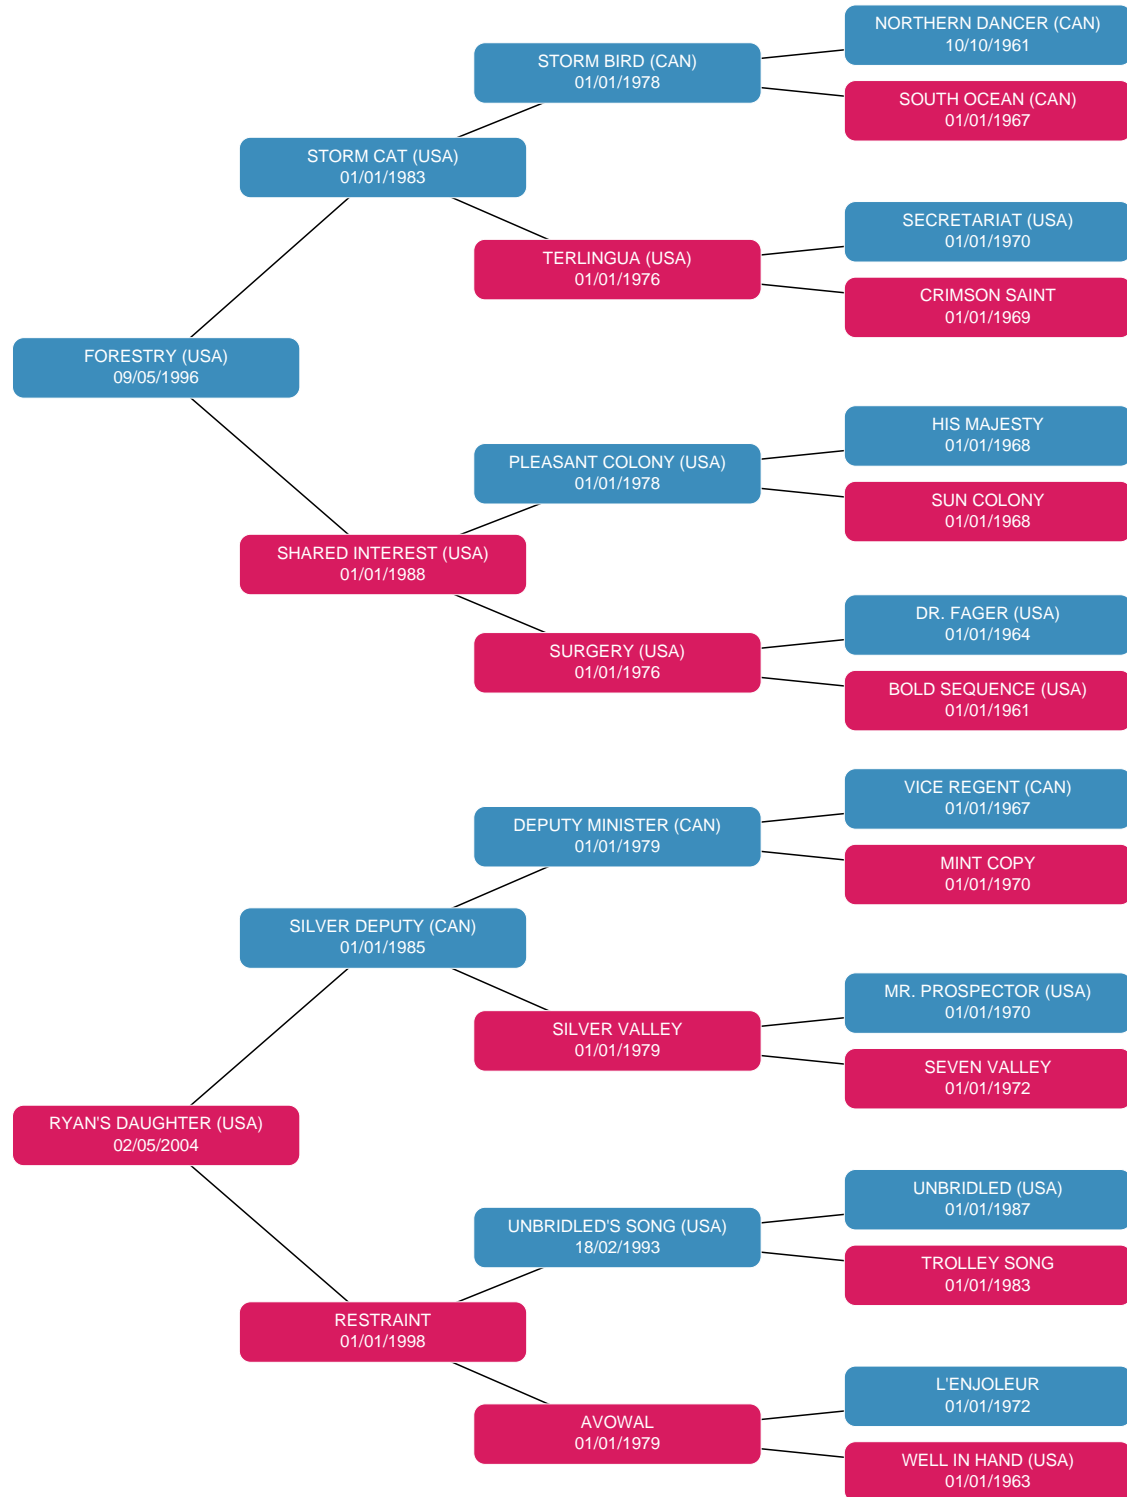 NORTHERN DANCER (CAN)
10/10/1961
STORM BIRD (CAN)
01/01/1978
SOUTH OCEAN (CAN)
01/01/1967
STORM CAT (USA)
01/01/1983
SECRETARIAT (USA)
01/01/1970
TERLINGUA (USA)
01/01/1976
CRIMSON SAINT
01/01/1969
FORESTRY (USA)
09/05/1996
HIS MAJESTY
01/01/1968
PLEASANT COLONY (USA)
01/01/1978
SUN COLONY
01/01/1968
SHARED INTEREST (USA)
01/01/1988
DR. FAGER (USA)
01/01/1964
SURGERY (USA)
01/01/1976
BOLD SEQUENCE (USA)
01/01/1961
VICE REGENT (CAN)
01/01/1967
DEPUTY MINISTER (CAN)
01/01/1979
MINT COPY
01/01/1970
SILVER DEPUTY (CAN)
01/01/1985
MR. PROSPECTOR (USA)
01/01/1970
SILVER VALLEY
01/01/1979
SEVEN VALLEY
01/01/1972
RYAN'S DAUGHTER (USA)
02/05/2004
UNBRIDLED (USA)
01/01/1987
UNBRIDLED'S SONG (USA)
18/02/1993
TROLLEY SONG
01/01/1983
RESTRAINT
01/01/1998
L'ENJOLEUR
01/01/1972
AVOWAL
01/01/1979
WELL IN HAND (USA)
01/01/1963